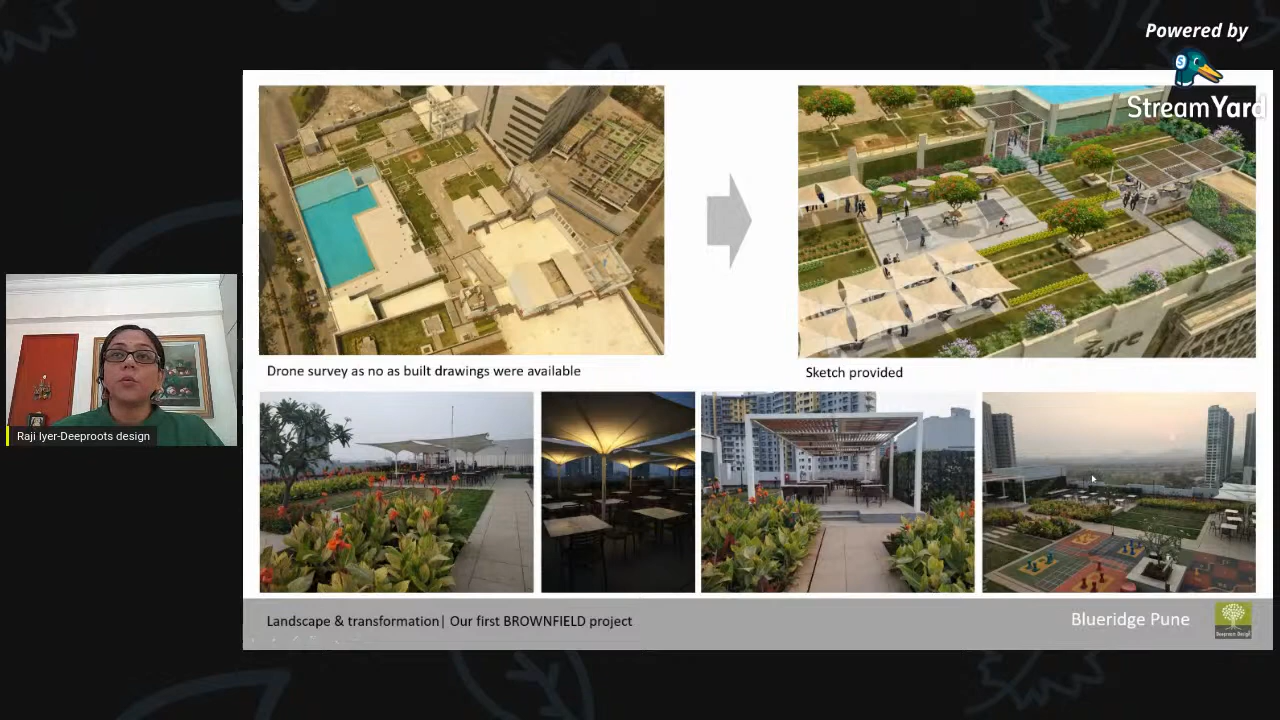 Powered by
StreamYard
Drone survey as no as built drawings were available
Sketch provided
Raji Iyer-Deeproots design
Landscape & transformation| Our first BROWNFIELD project
Blueridge Pune